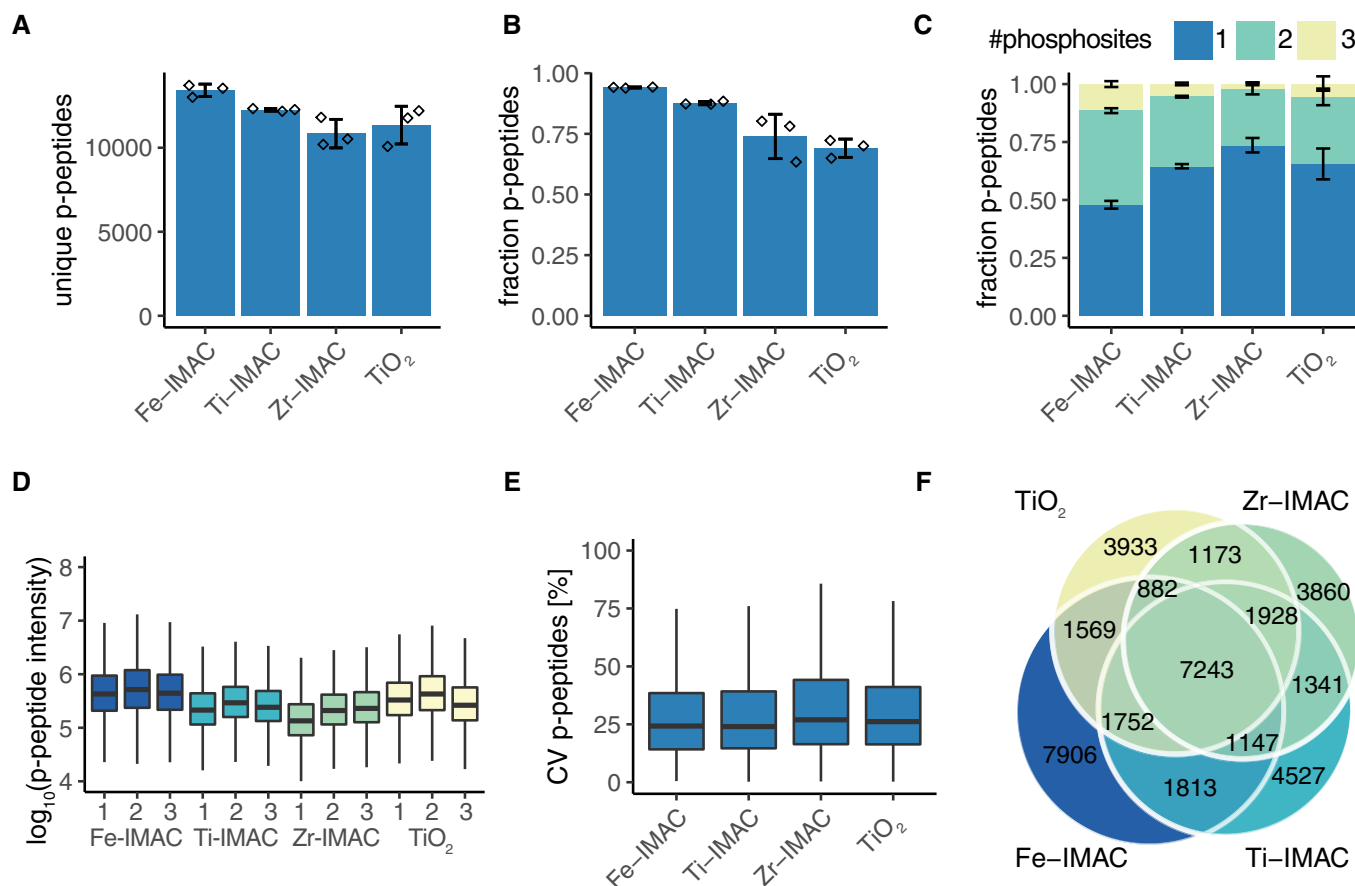 A
unique p-peptides
10000
5000
0
Fe−IMAC
Ti−IMAC
Zr−IMAC
TiO2
B
fraction p-peptides
1.00
0.75
0.50
0.25
0.00
Fe−IMAC
Ti−IMAC
Zr−IMAC
TiO2
C
#phosphosites 1 2 3
fraction p-peptides
1.00
0.75
0.50
0.25
0.00
Fe−IMAC
Ti−IMAC
Zr−IMAC
TiO2
D
log10(p-peptide intensity)
8
7
6
5
4
1 2 3 1 2 3 1 2 3 1 2 3
Fe-IMAC Ti-IMAC Zr-IMAC TiO2
E
CV p-peptides [%]
100
75
50
25
0
Fe−IMAC
Ti−IMAC
Zr−IMAC
TiO2
F
TiO2 Zr−IMAC
3933 1173
882 3860
1569 1928
7243
1341
1752
7906 1147
1813 4527
Fe−IMAC Ti−IMAC